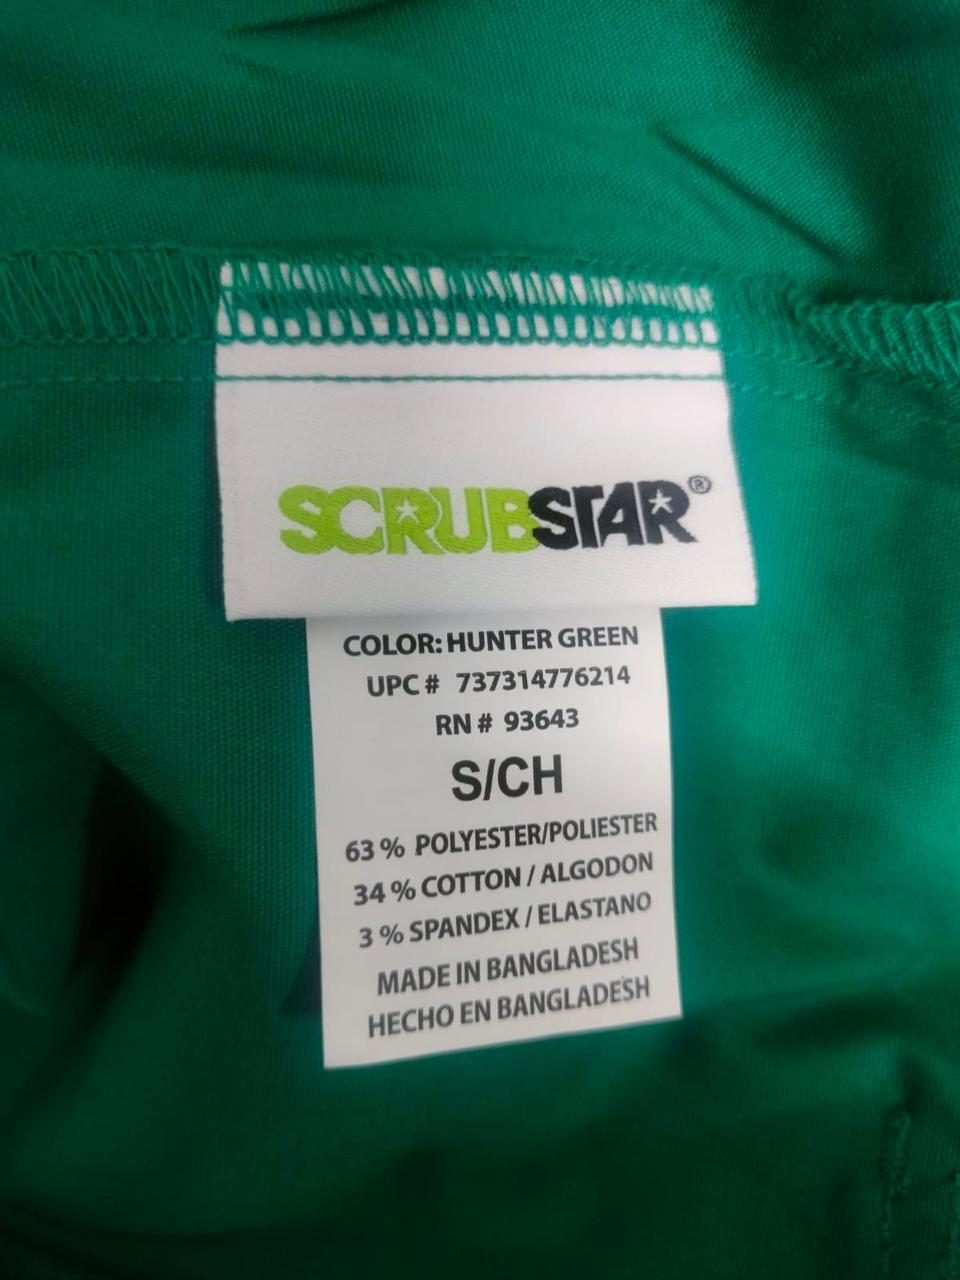 SCRUBSTAR®
COLOR: HUNTER GREEN
UPC # 737314776214
RN # 93643
S/CH
63 % POLYESTER/POLIESTER
34 % COTTON / ALGODON
3 % SPANDEX / ELASTANO
MADE IN BANGLADESH
HECHO EN BANGLADESH